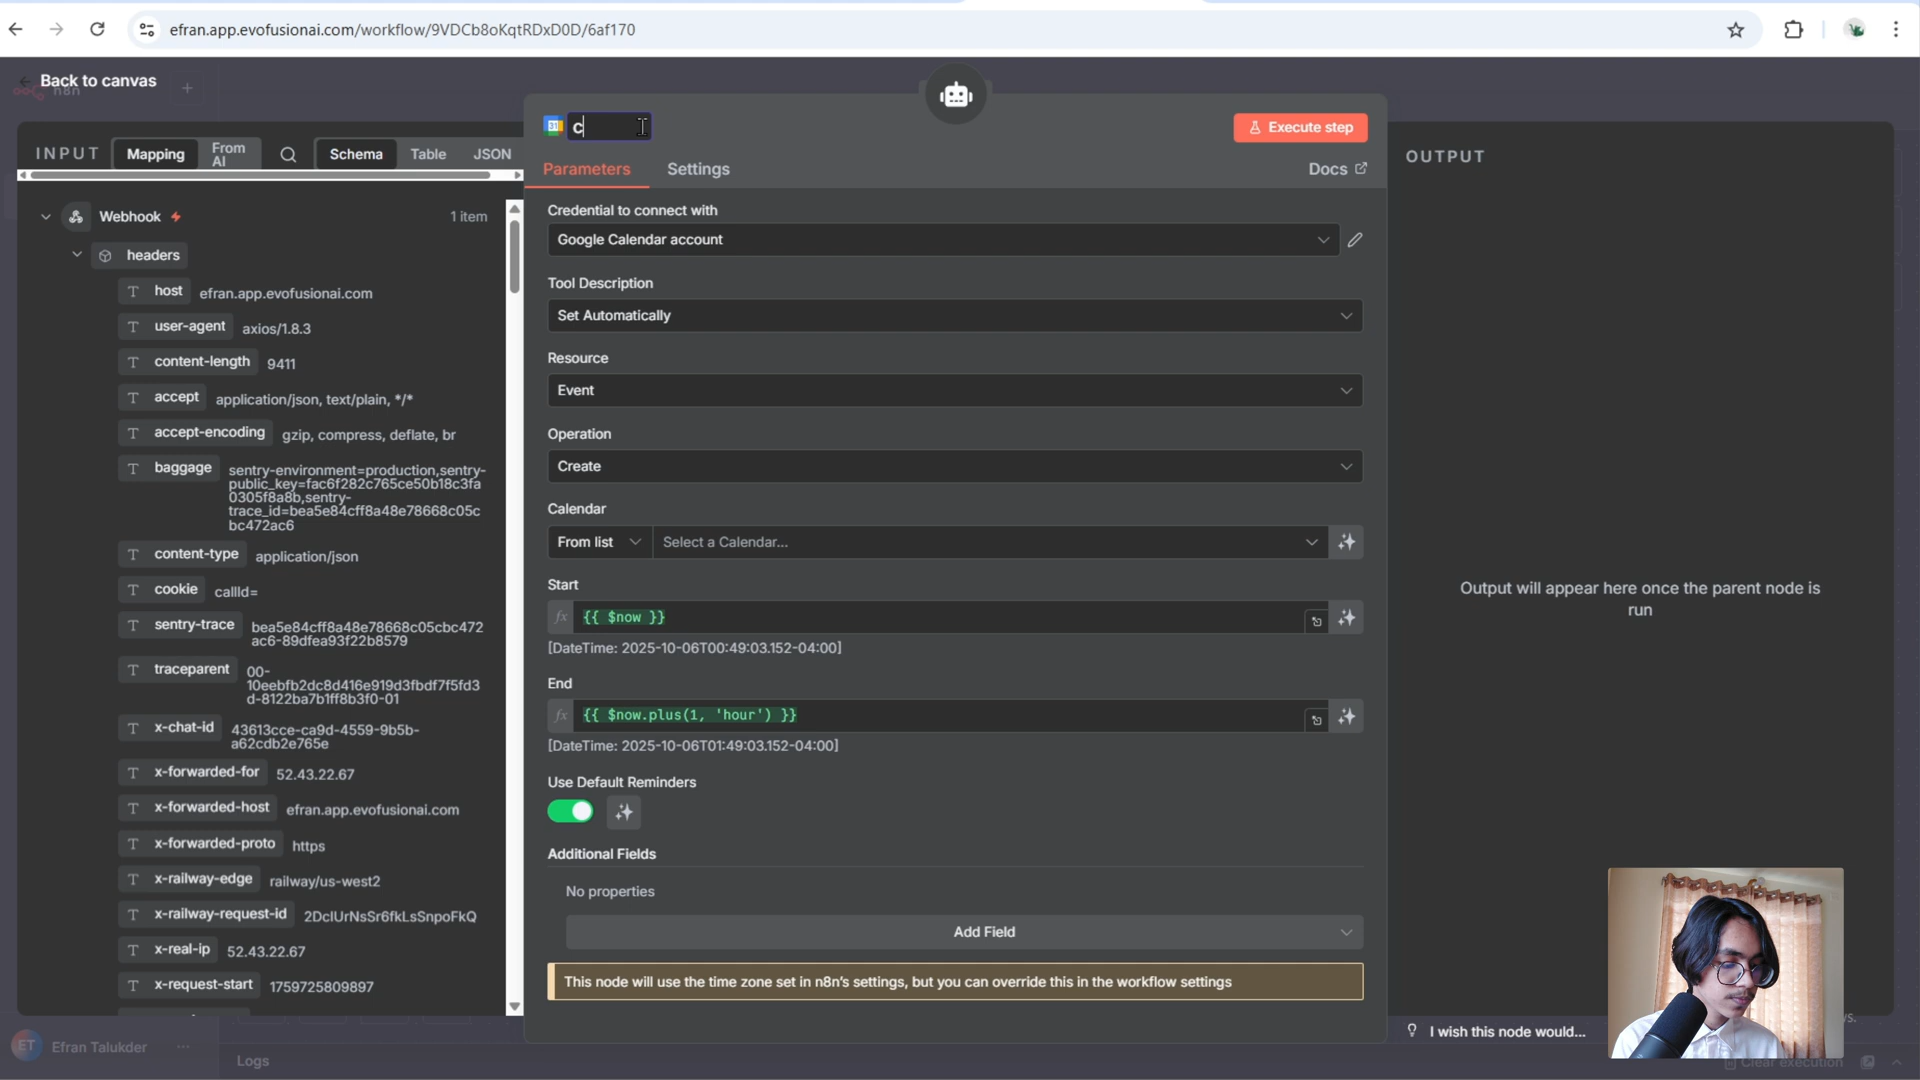 efran.app.evofusionai.com/workflow/9VDCb8oKqtRDxD0D/6af170
Back to canvas
n8n
INPUT
Mapping
From AI
Schema
Table
JSON
Webhook
1 item
headers
host
efran.app.evofusionai.com
user-agent
axios/1.8.3
content-length
9411
accept
application/json, text/plain, */*
accept-encoding
gzip, compress, deflate, br
baggage
sentry-environment=production,sentry-
public_key=fac6f282c765ce50b18c3fa
0305f8a8b,sentry-
trace_id=bea5e84cff8a48e78668c05c
bc472ac6
content-type
application/json
cookie
callId=
sentry-trace
bea5e84cff8a48e78668c05cbc472
ac6-89dfea93f22b8579
traceparent
00-
10eebfb2dc8d416e919d3fbdf7f5fd3
d-8122ba7b1ff8b3f0-01
x-chat-id
43613cce-ca9d-4559-9b5b-
a62cdb2e765e
x-forwarded-for
52.43.22.67
x-forwarded-host
efran.app.evofusionai.com
x-forwarded-proto
https
x-railway-edge
railway/us-west2
x-railway-request-id
2DclUrNsSr6fkLsSnpoFkQ
x-real-ip
52.43.22.67
x-request-start
1759725809897
ET
Efran Talukder
Logs
31
c
Execute step
Parameters
Settings
Docs
Credential to connect with
Google Calendar account
Tool Description
Set Automatically
Resource
Event
Operation
Create
Calendar
From list
Select a Calendar...
Start
fx
{{ $now }}
[DateTime: 2025-10-06T00:49:03.152-04:00]
End
fx
{{ $now.plus(1, 'hour') }}
[DateTime: 2025-10-06T01:49:03.152-04:00]
Use Default Reminders
Additional Fields
No properties
Add Field
This node will use the time zone set in n8n's settings, but you can override this in the workflow settings
OUTPUT
Output will appear here once the parent node is
run
I wish this node would...
Clear execution